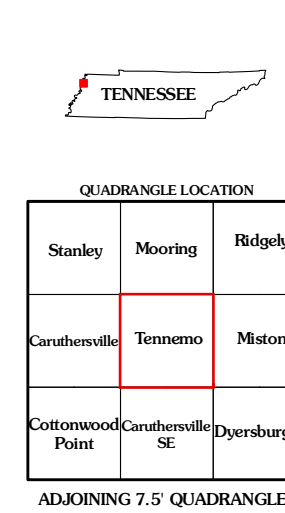 TENNESSEE
QUADRANGLE LOCATION
Stanley Mooring Ridgely
Caruthersville Tennemo Miston
Cottonwood Caruthersville Dyersburg
Point SE
ADJOINING 7.5' QUADRANGLE